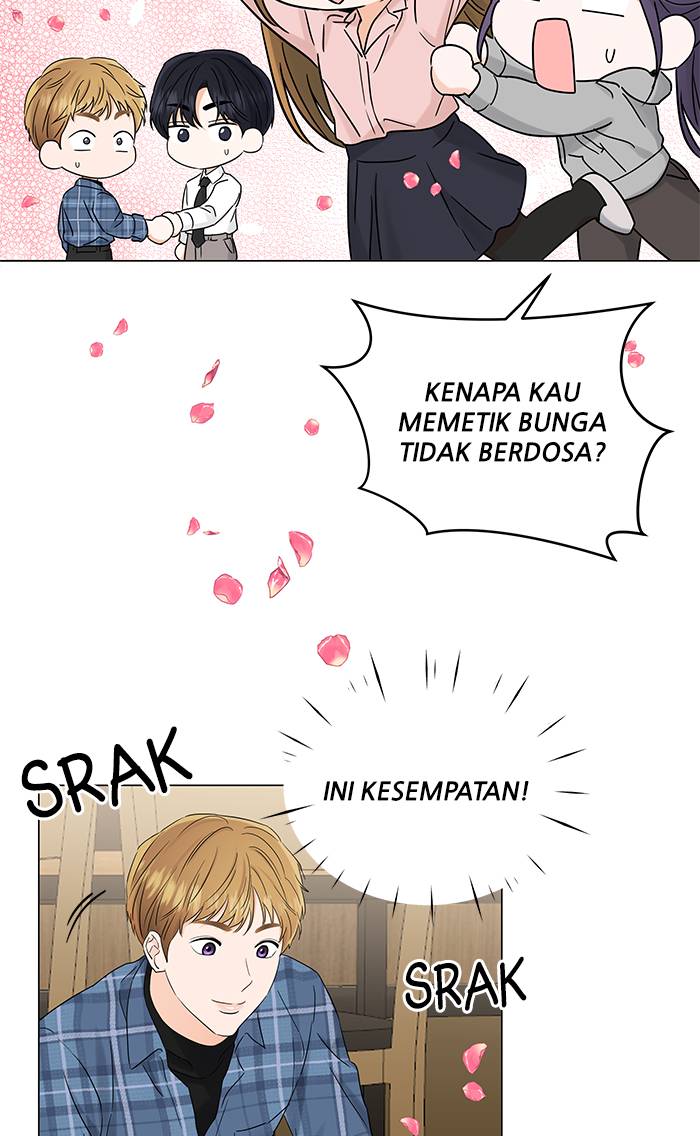 KENAPA KAU
MEMETIK BUNGA
TIDAK BERDOSA?
SRAK
INI KESEMPATAN!
SRAK